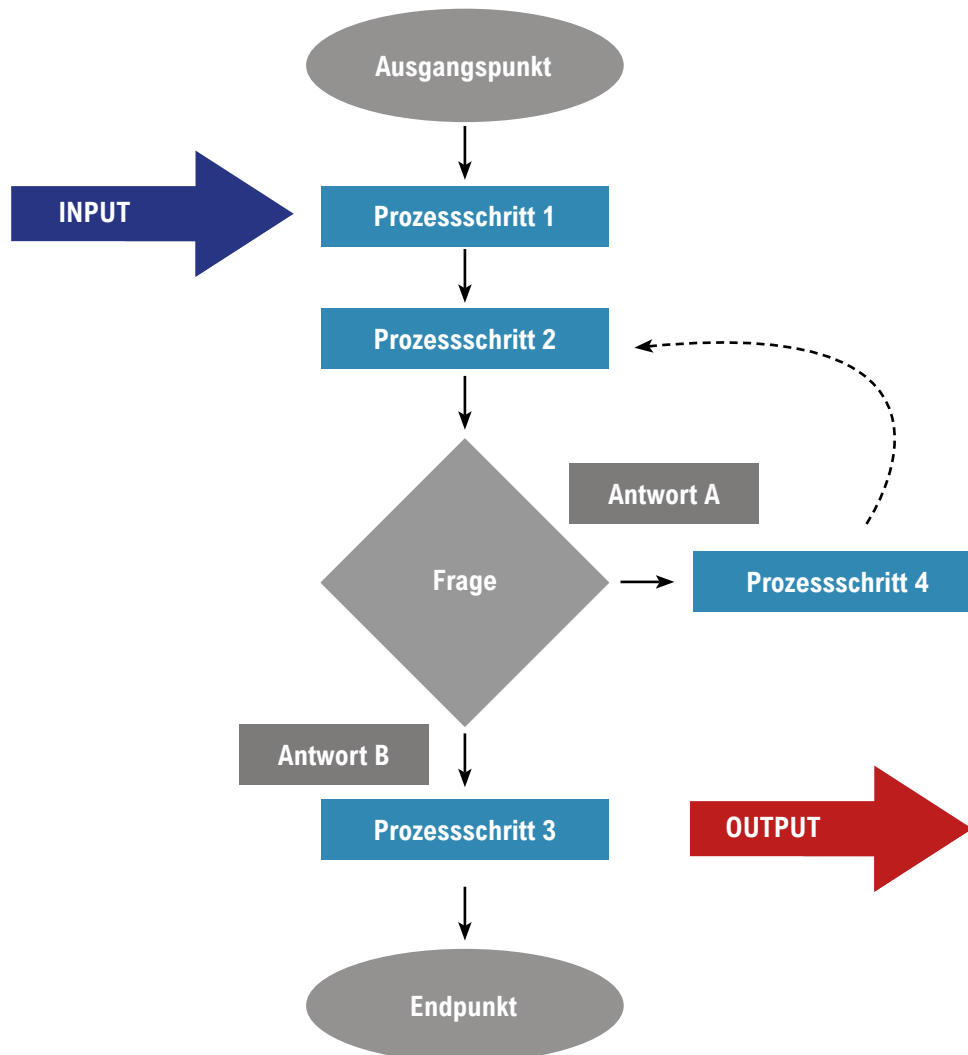 Ausgangspunkt
INPUT
Prozessschritt 1
Prozessschritt 2
Antwort A
Frage
Prozessschritt 4
Antwort B
Prozessschritt 3
OUTPUT
Endpunkt